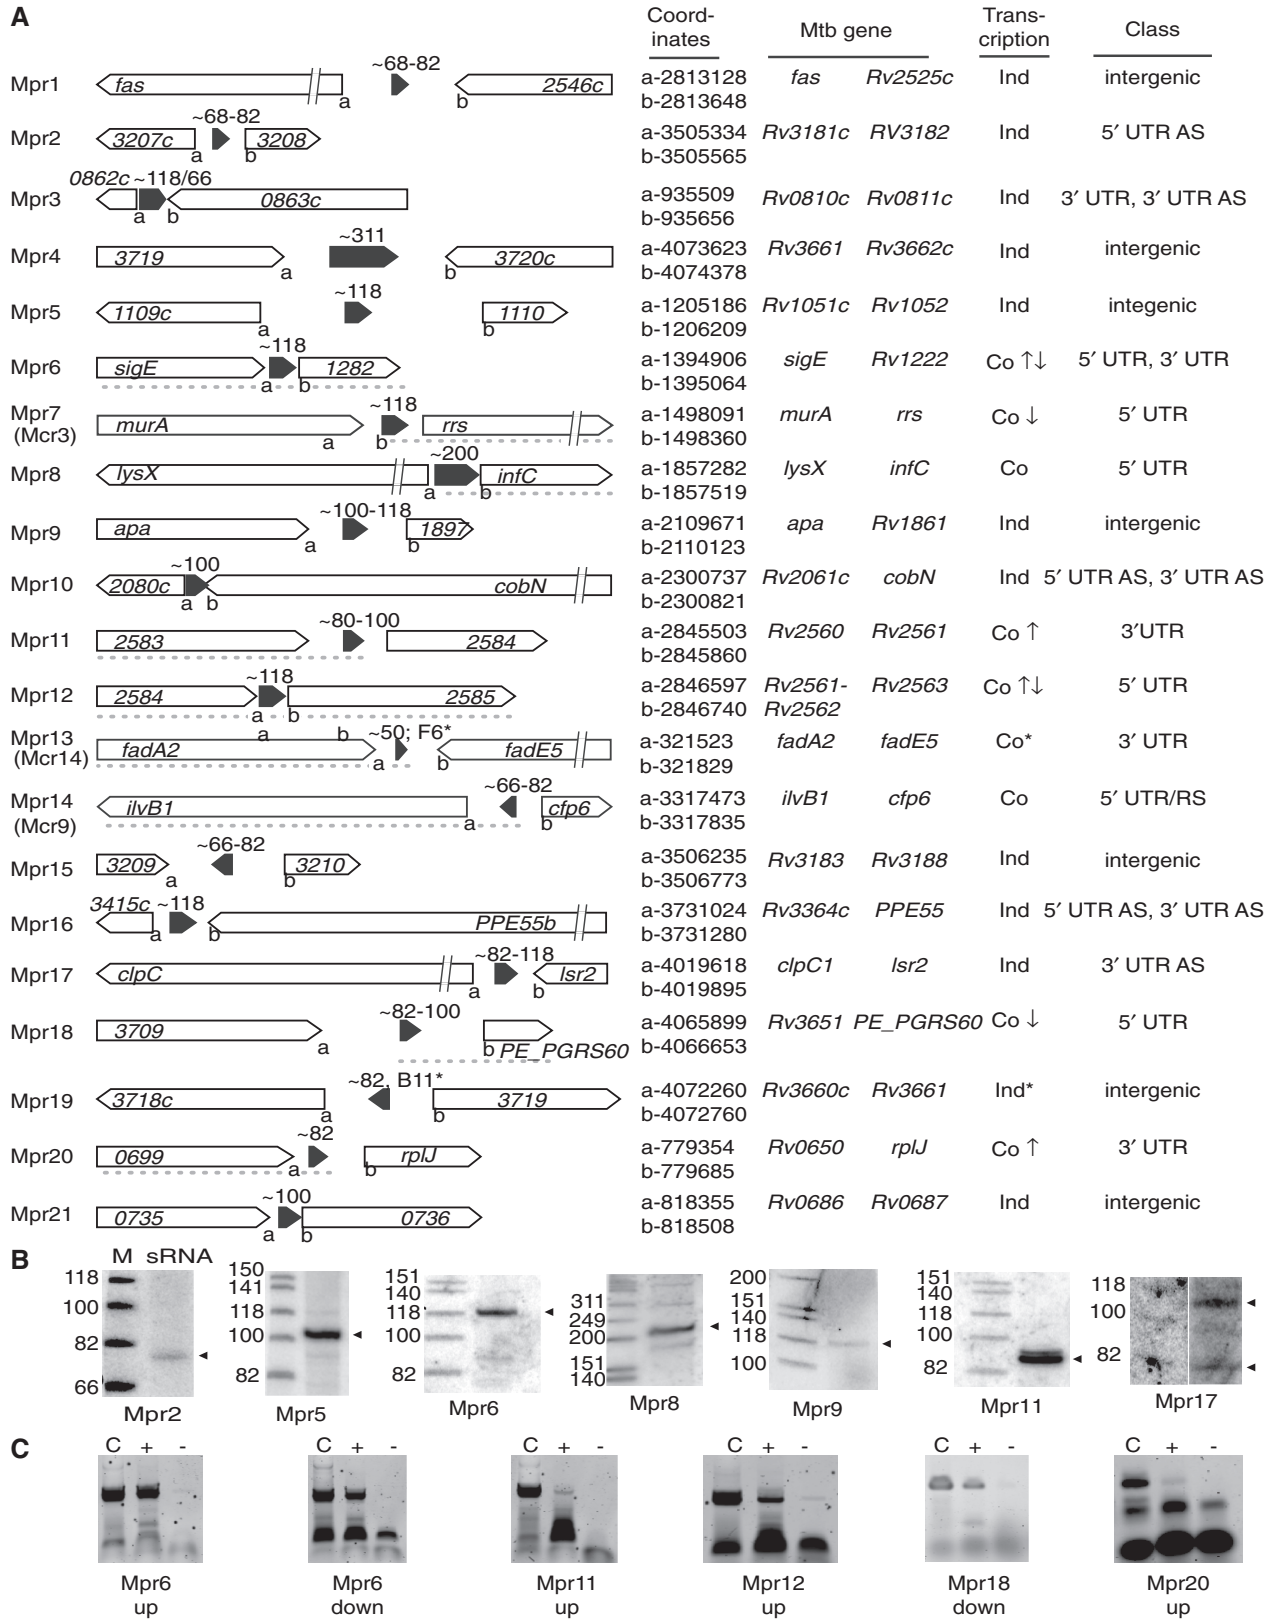 A
Coord-
inates
Mtb gene
Trans-
cription
Class
Mpr1
fas
a
~68-82
b
2546c
a-2813128
b-2813648
fas
Rv2525c
Ind
intergenic
Mpr2
3207c
a
~68-82
b
3208
a-3505334
b-3505565
Rv3181c
RV3182
Ind
5′ UTR AS
Mpr3
0862c
~118/66
a
b
0863c
a-935509
b-935656
Rv0810c
Rv0811c
Ind
3′ UTR, 3′ UTR AS
Mpr4
3719
a
~311
b
3720c
a-4073623
b-4074378
Rv3661
Rv3662c
Ind
intergenic
Mpr5
1109c
a
~118
b
1110
a-1205186
b-1206209
Rv1051c
Rv1052
Ind
integenic
Mpr6
sigE
a
~118
b
1282
a-1394906
b-1395064
sigE
Rv1222
Co ↑↓
5′ UTR, 3′ UTR
Mpr7
(Mcr3)
murA
a
~118
b
rrs
a-1498091
b-1498360
murA
rrs
Co ↓
5′ UTR
Mpr8
lysX
a
~200
b
infC
a-1857282
b-1857519
lysX
infC
Co
5′ UTR
Mpr9
apa
a
~100-118
b
1897
a-2109671
b-2110123
apa
Rv1861
Ind
intergenic
Mpr10
2080c
a
~100
b
cobN
a-2300737
b-2300821
Rv2061c
cobN
Ind
5′ UTR AS, 3′ UTR AS
Mpr11
2583
~80-100
2584
a-2845503
b-2845860
Rv2560
Rv2561
Co ↑
3′UTR
Mpr12
2584
a
~118
b
2585
a-2846597
b-2846740
Rv2561-
Rv2562
Rv2563
Co ↑↓
5′ UTR
Mpr13
(Mcr14)
a
b
fadA2
a
~50; F6*
b
fadE5
a-321523
b-321829
fadA2
fadE5
Co*
3′ UTR
Mpr14
(Mcr9)
ilvB1
a
~66-82
b
cfp6
a-3317473
b-3317835
ilvB1
cfp6
Co
5′ UTR/RS
Mpr15
3209
a
~66-82
b
3210
a-3506235
b-3506773
Rv3183
Rv3188
Ind
intergenic
Mpr16
3415c
a
~118
b
PPE55b
a-3731024
b-3731280
Rv3364c
PPE55
Ind
5′ UTR AS, 3′ UTR AS
Mpr17
clpC
a
~82-118
b
lsr2
a-4019618
b-4019895
clpC1
lsr2
Ind
3′ UTR AS
Mpr18
3709
a
~82-100
b
PE_PGRS60
a-4065899
b-4066653
Rv3651
PE_PGRS60
Co ↓
5′ UTR
Mpr19
3718c
a
~82, B11*
b
3719
a-4072260
b-4072760
Rv3660c
Rv3661
Ind*
intergenic
Mpr20
0699
a
~82
b
rplJ
a-779354
b-779685
Rv0650
rplJ
Co ↑
3′ UTR
Mpr21
0735
a
~100
b
0736
a-818355
b-818508
Rv0686
Rv0687
Ind
intergenic
B
M sRNA
118
100
82
66
Mpr2
150
141
118
100
82
Mpr5
151
140
118
100
82
Mpr6
311
249
200
151
140
Mpr8
200
151
140
118
100
Mpr9
151
140
118
100
82
Mpr11
118
100
82
Mpr17
C
C + -
Mpr6
up
C + -
Mpr6
down
C + -
Mpr11
up
C + -
Mpr12
up
C + -
Mpr18
down
C + -
Mpr20
up